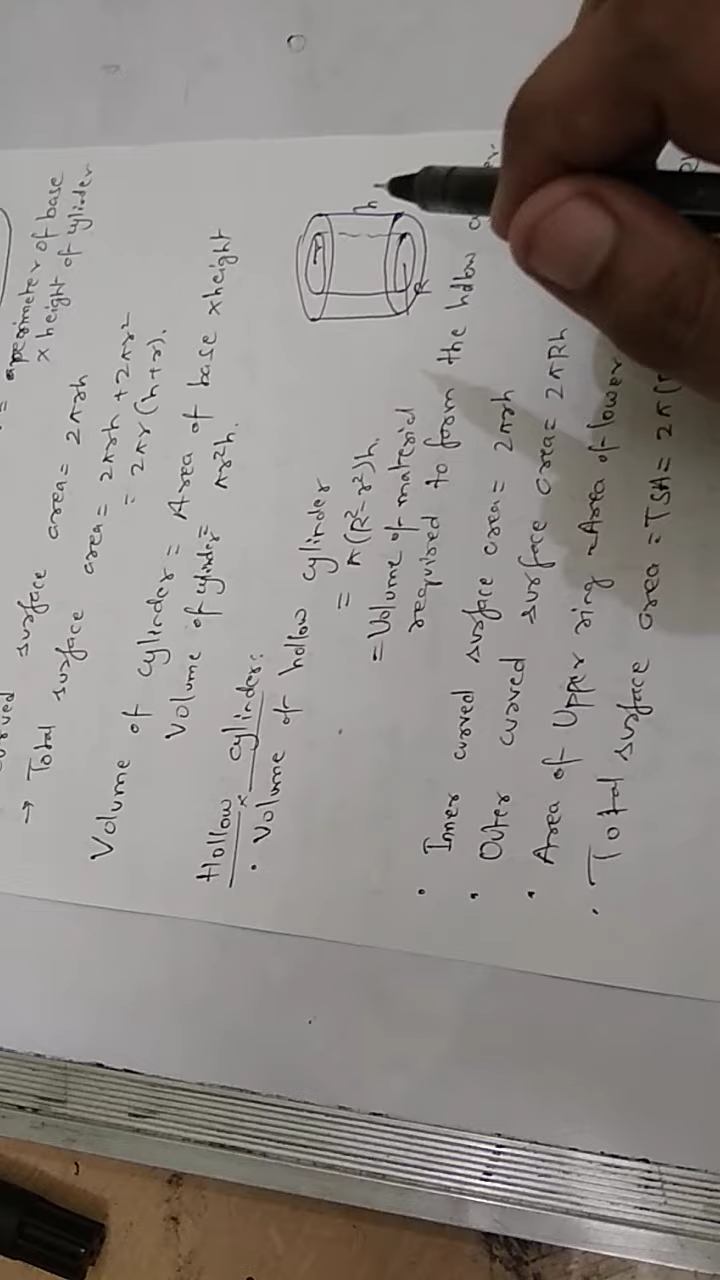 = perimeter of base
x height of cylinder
surface area = 2πrh
→ Total surface area = 2πrh + 2πr²
= 2πr(h+r).
Volume of cylinder = Area of base x height
Volume of cylinder = πr²h.
Hollow cylinder:
• Volume of hollow cylinder
= π(R²-r²)h.
= Volume of material
required to form the hollow
h
r
R
• Inner curved surface area = 2πrh
• Outer curved surface area = 2πRh
• Area of Upper ring = Area of lower
• Total surface area = TSA = 2π(